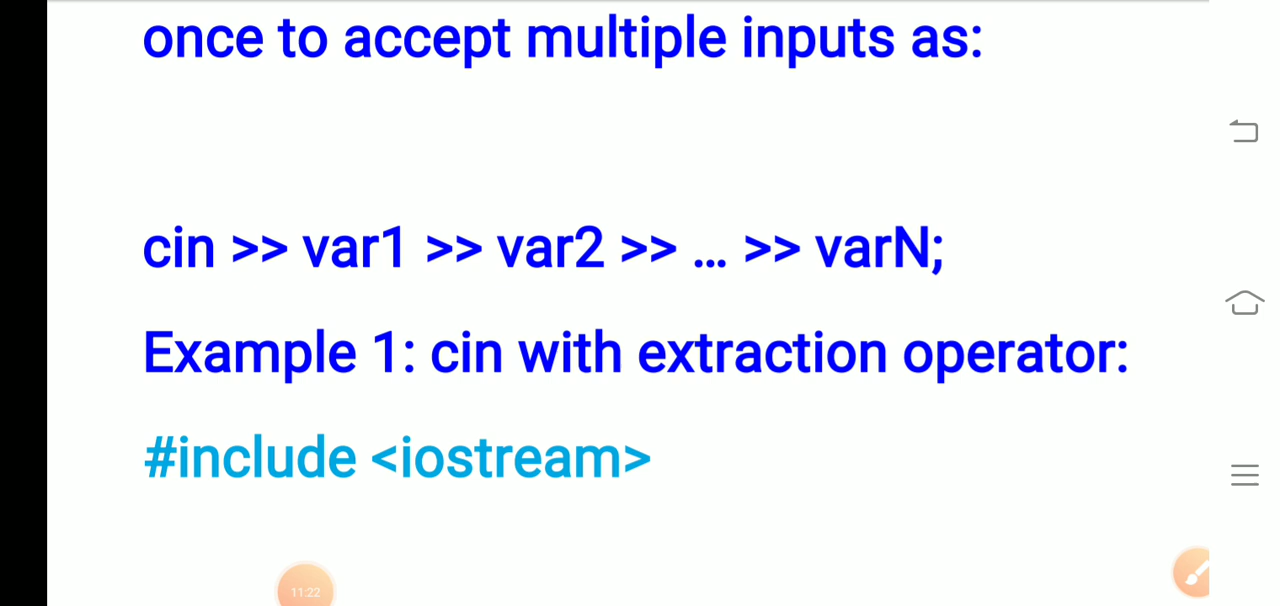 once to accept multiple inputs as:
cin >> var1 >> var2 >> ... >> varN;
Example 1: cin with extraction operator:
#include <iostream>
11:22